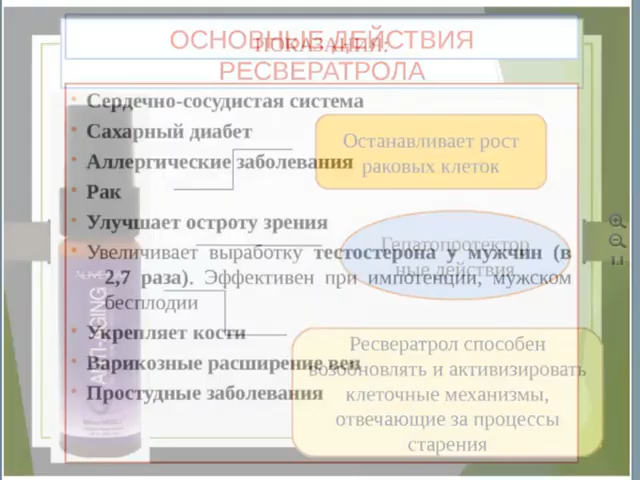 ОСНОВНЫЕ ДЕЙСТВИЯ
РЕСВЕРАТРОЛА
ПОКАЗАНИЯ:
Сердечно-сосудистая система
Сахарный диабет
Аллергические заболевания
Рак
Улучшает остроту зрения
Увеличивает выработку тестостерона у мужчин (в
2,7 раза). Эффективен при импотенции, мужском
бесплодии
Укрепляет кости
Варикозные расширение вен
Простудные заболевания
Останавливает рост
раковых клеток
Гепатопротектор
ные действия
Ресвератрол способен
возобновлять и активизировать
клеточные механизмы,
отвечающие за процессы
старения
ANTI-AGING